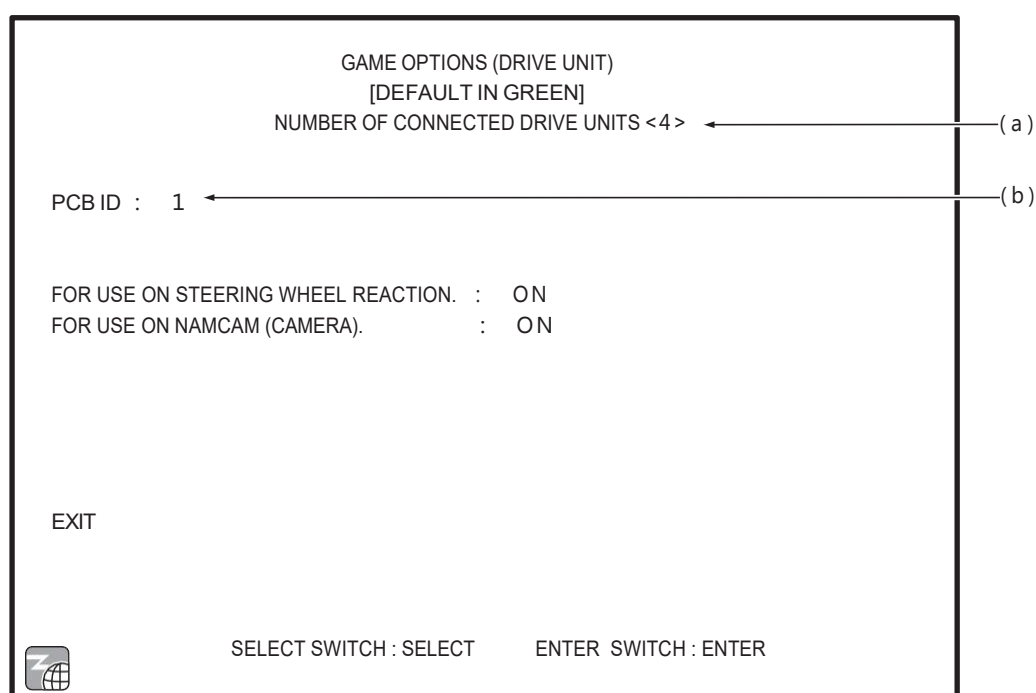 GAME OPTIONS (DRIVE UNIT)
[DEFAULT IN GREEN]
NUMBER OF CONNECTED DRIVE UNITS <4> (a)
PCB ID : 1 (b)
FOR USE ON STEERING WHEEL REACTION. : ON
FOR USE ON NAMCAM (CAMERA). : ON
EXIT
SELECT SWITCH : SELECT ENTER SWITCH : ENTER